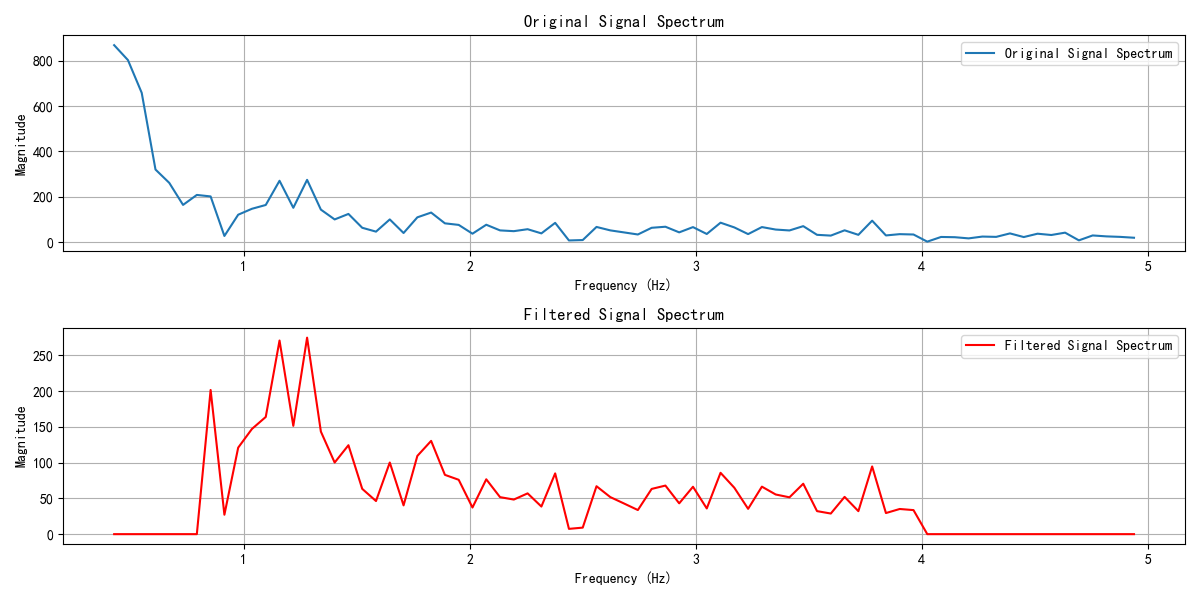 Original Signal Spectrum
Original Signal Spectrum
800
600
400
200
0
Magnitude
1
2
3
4
5
Frequency (Hz)
Filtered Signal Spectrum
Filtered Signal Spectrum
250
200
150
100
50
0
Magnitude
1
2
3
4
5
Frequency (Hz)